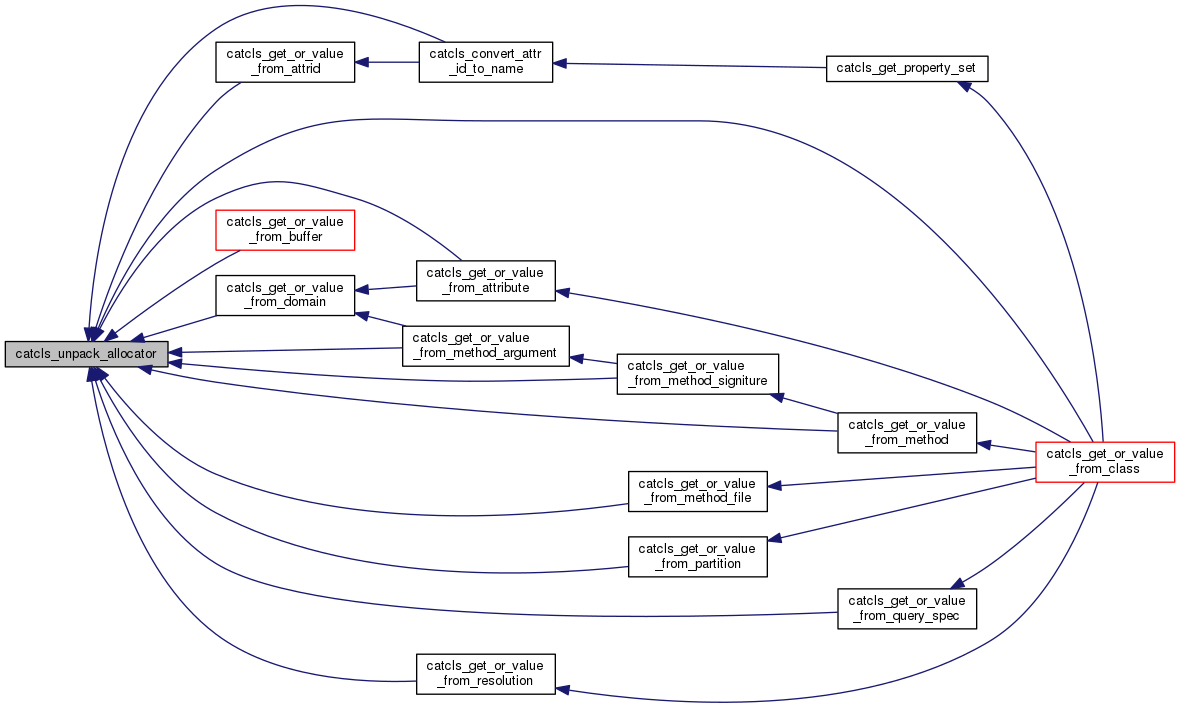 catcls_get_or_value
_from_attrid
catcls_convert_attr
_id_to_name
catcls_get_property_set
catcls_get_or_value
_from_buffer
catcls_get_or_value
_from_attribute
catcls_get_or_value
_from_domain
catcls_unpack_allocator
catcls_get_or_value
_from_method_argument
catcls_get_or_value
_from_method_signiture
catcls_get_or_value
_from_method
catcls_get_or_value
_from_class
catcls_get_or_value
_from_method_file
catcls_get_or_value
_from_partition
catcls_get_or_value
_from_query_spec
catcls_get_or_value
_from_resolution